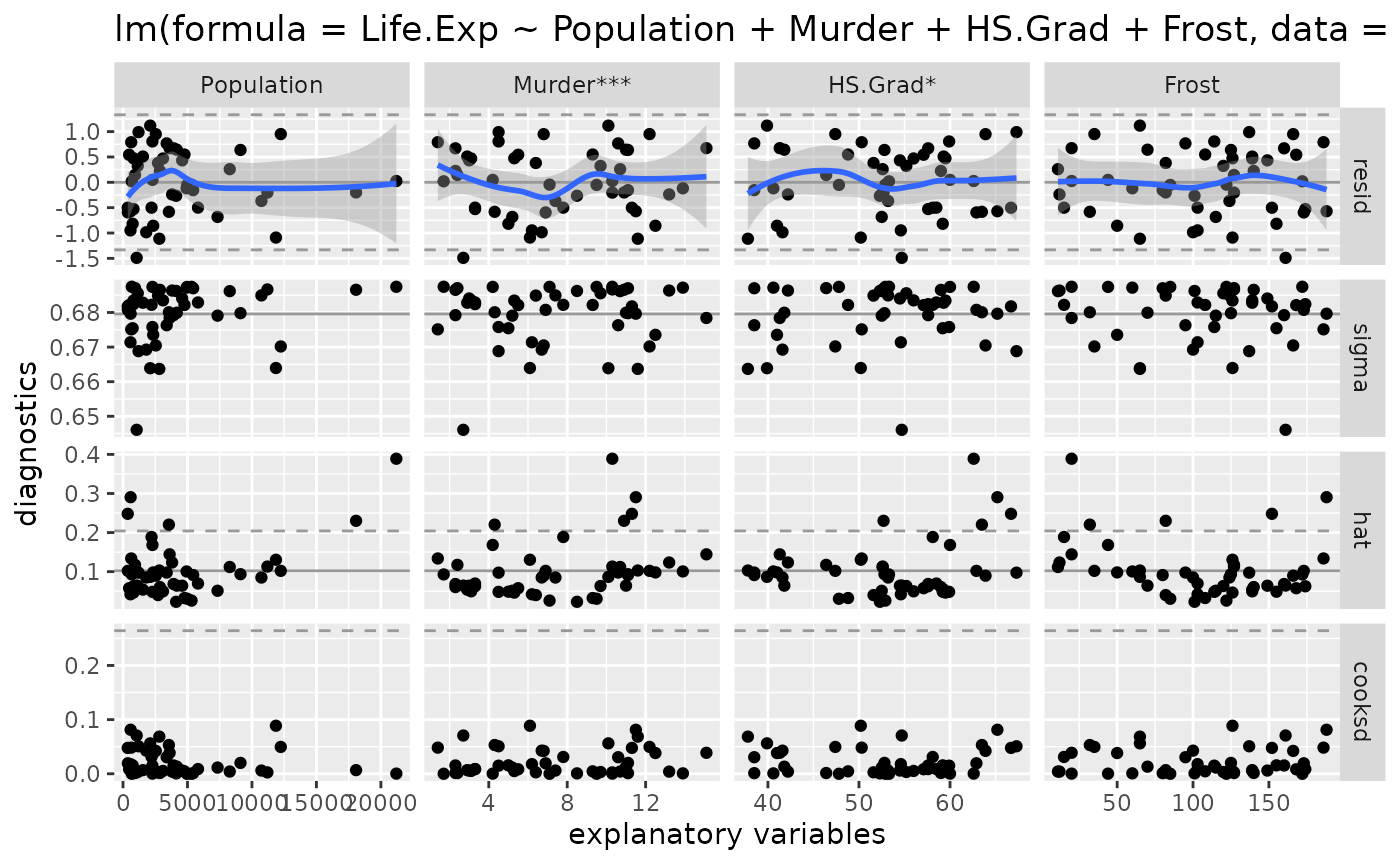 lm(formula = Life.Exp ~ Population + Murder + HS.Grad + Frost, data =
Population Murder*** HS.Grad* Frost
1.0
0.5
0.0
-0.5
-1.0
-1.5
resid
0.68
0.67
0.66
0.65
sigma
0.4
0.3
0.2
0.1
hat
0.2
0.1
0.0
cooksd
diagnostics
0 5000 10000 15000 20000 4 8 12 40 50 60 50 100 150
explanatory variables